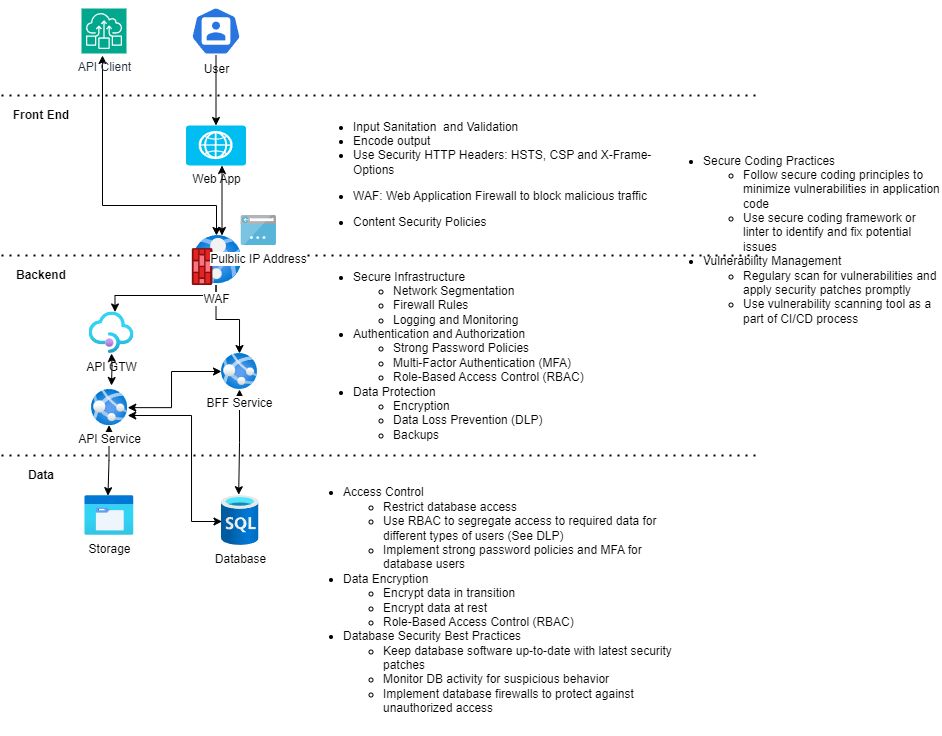 API Client
User
Front End
Web App
• Input Sanitation and Validation
• Encode output
• Use Security HTTP Headers: HSTS, CSP and X-Frame-
Options
• WAF: Web Application Firewall to block malicious traffic
• Content Security Policies
• Secure Coding Practices
○ Follow secure coding principles to
minimize vulnerabilities in application
code
○ Use secure coding framework or
linter to identify and fix potential
issues
• Vulnerability Management
○ Regulary scan for vulnerabilities and
apply security patches promptly
○ Use vulnerability scanning tool as a
part of CI/CD process
Pulblic IP Address
WAF
Backend
API GTW
BFF Service
API Service
• Secure Infrastructure
○ Network Segmentation
○ Firewall Rules
○ Logging and Monitoring
• Authentication and Authorization
○ Strong Password Policies
○ Multi-Factor Authentication (MFA)
○ Role-Based Access Control (RBAC)
• Data Protection
○ Encryption
○ Data Loss Prevention (DLP)
○ Backups
Data
Storage
SQL
Database
• Access Control
○ Restrict database access
○ Use RBAC to segregate access to required data for
different types of users (See DLP)
○ Implement strong password policies and MFA for
database users
• Data Encryption
○ Encrypt data in transition
○ Encrypt data at rest
○ Role-Based Access Control (RBAC)
• Database Security Best Practices
○ Keep database software up-to-date with latest security
patches
○ Monitor DB activity for suspicious behavior
○ Implement database firewalls to protect against
unauthorized access